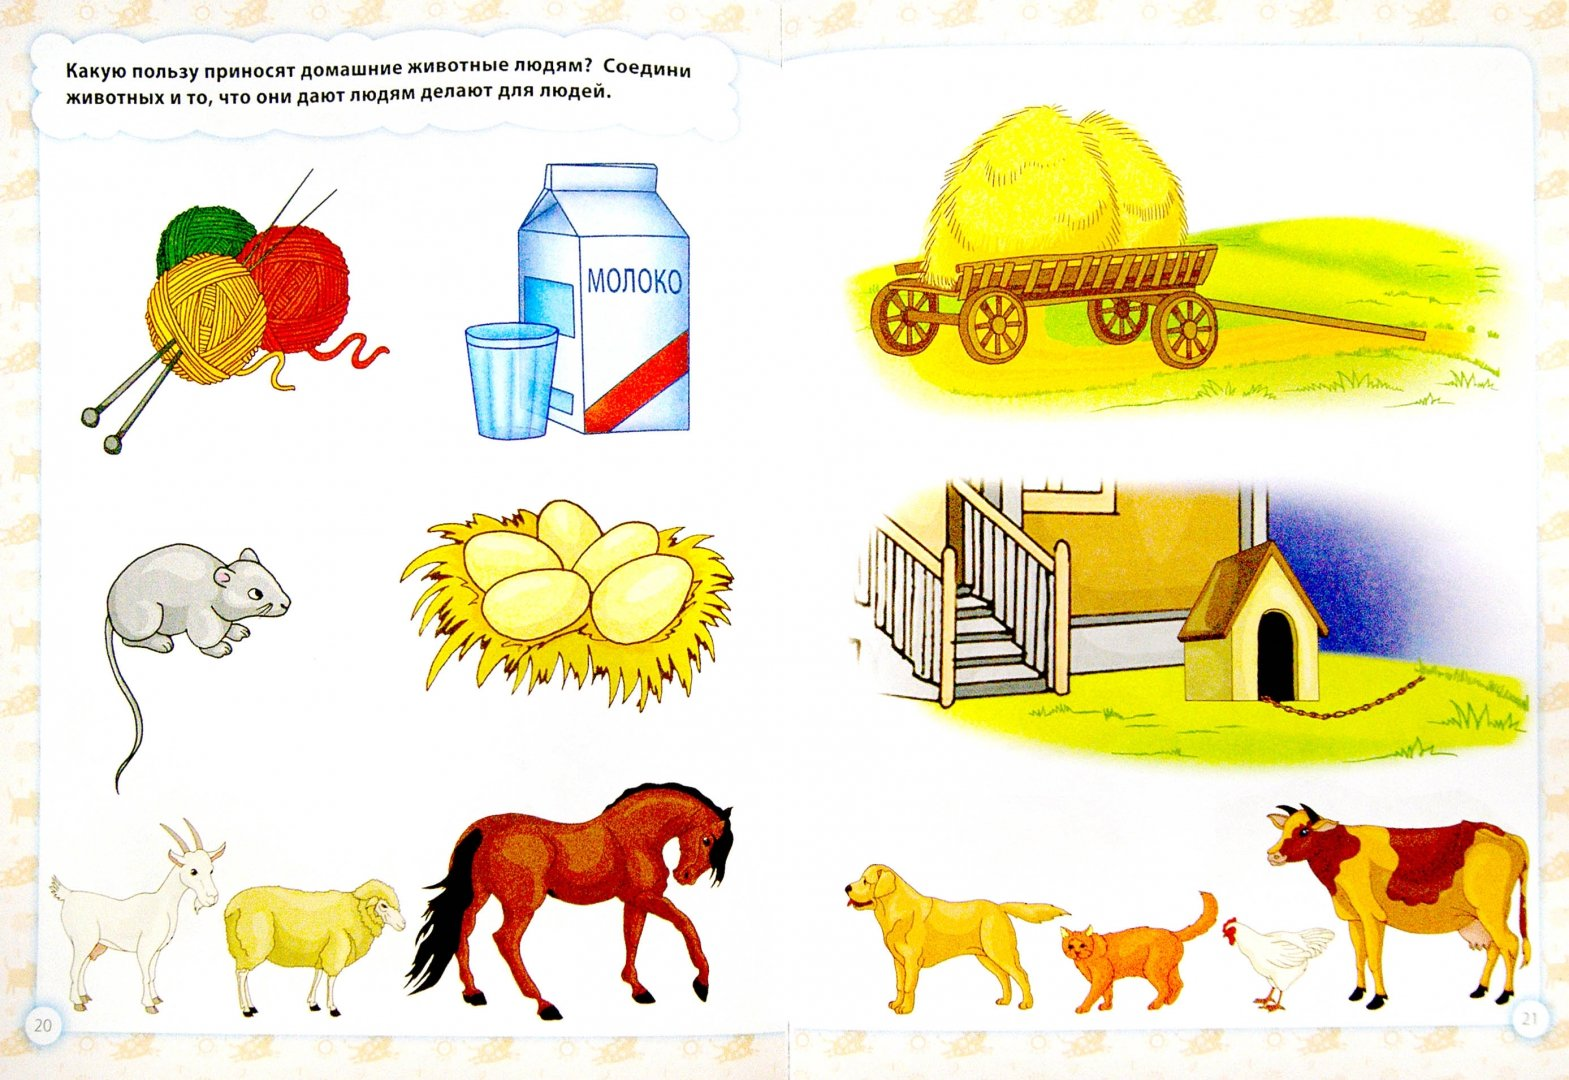 Какую пользу приносят домашние животные людям? Соедини
животных и то, что они дают людям делают для людей.
МОЛОКО
20
21